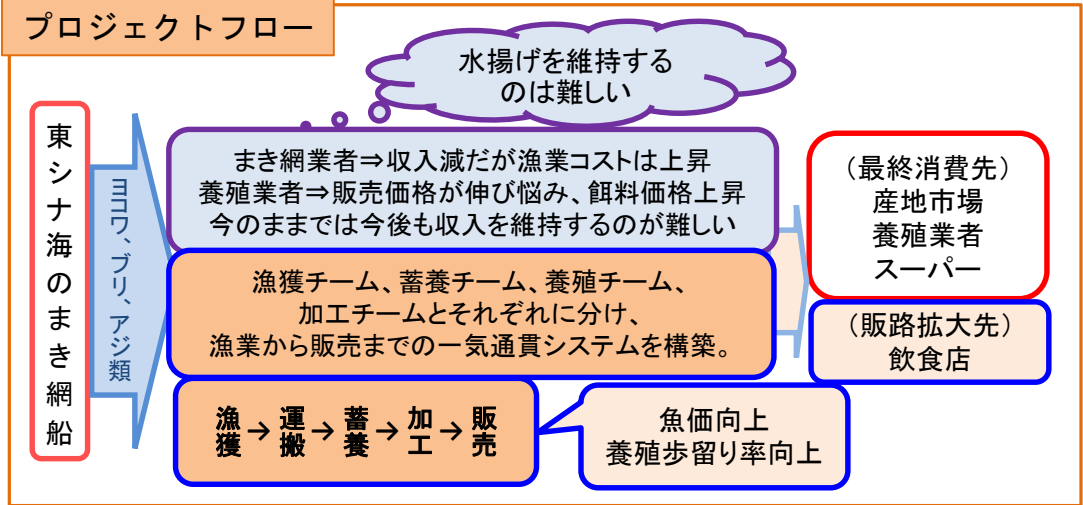 プロジェクトフロー
水揚げを維持する
のは難しい
東シナ海のまき網船
ヨコワ、ブリ、アジ類
まき網業者⇒収入減だが漁業コストは上昇
養殖業者⇒販売価格が伸び悩み、餌料価格上昇
今のままでは今後も収入を維持するのが難しい
漁獲チーム、蓄養チーム、養殖チーム、
加工チームとそれぞれに分け、
漁業から販売までの一気通貫システムを構築。
漁獲→運搬→蓄養→加工→販売
魚価向上
養殖歩留り率向上
（最終消費先）
産地市場
養殖業者
スーパー
（販路拡大先）
飲食店